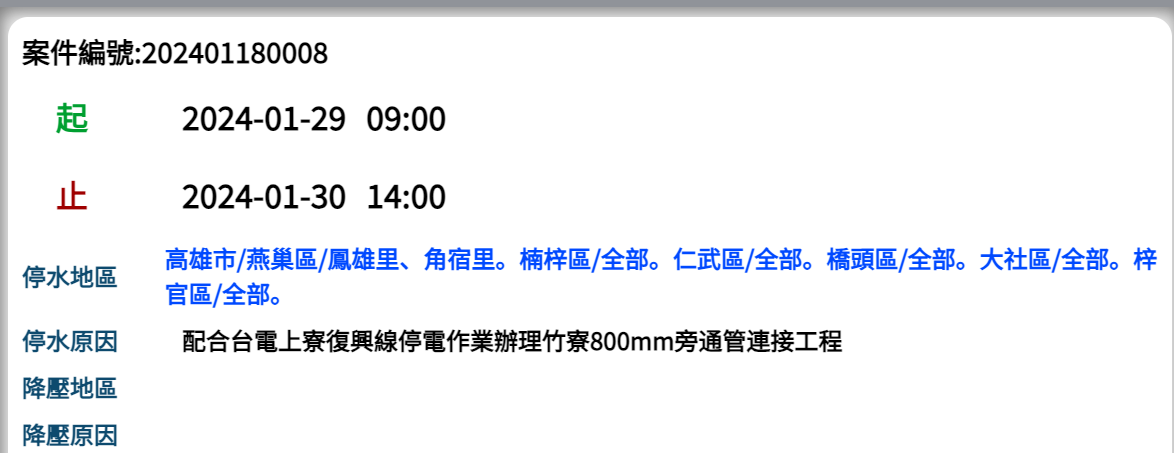 案件編號:202401180008
起 2024-01-29 09:00
止 2024-01-30 14:00
停水地區 高雄市/燕巢區/鳳雄里、角宿里。楠梓區/全部。仁武區/全部。橋頭區/全部。大社區/全部。梓
官區/全部。
停水原因 配合台電上寮復興線停電作業辦理竹寮800mm旁通管連接工程
降壓地區
降壓原因